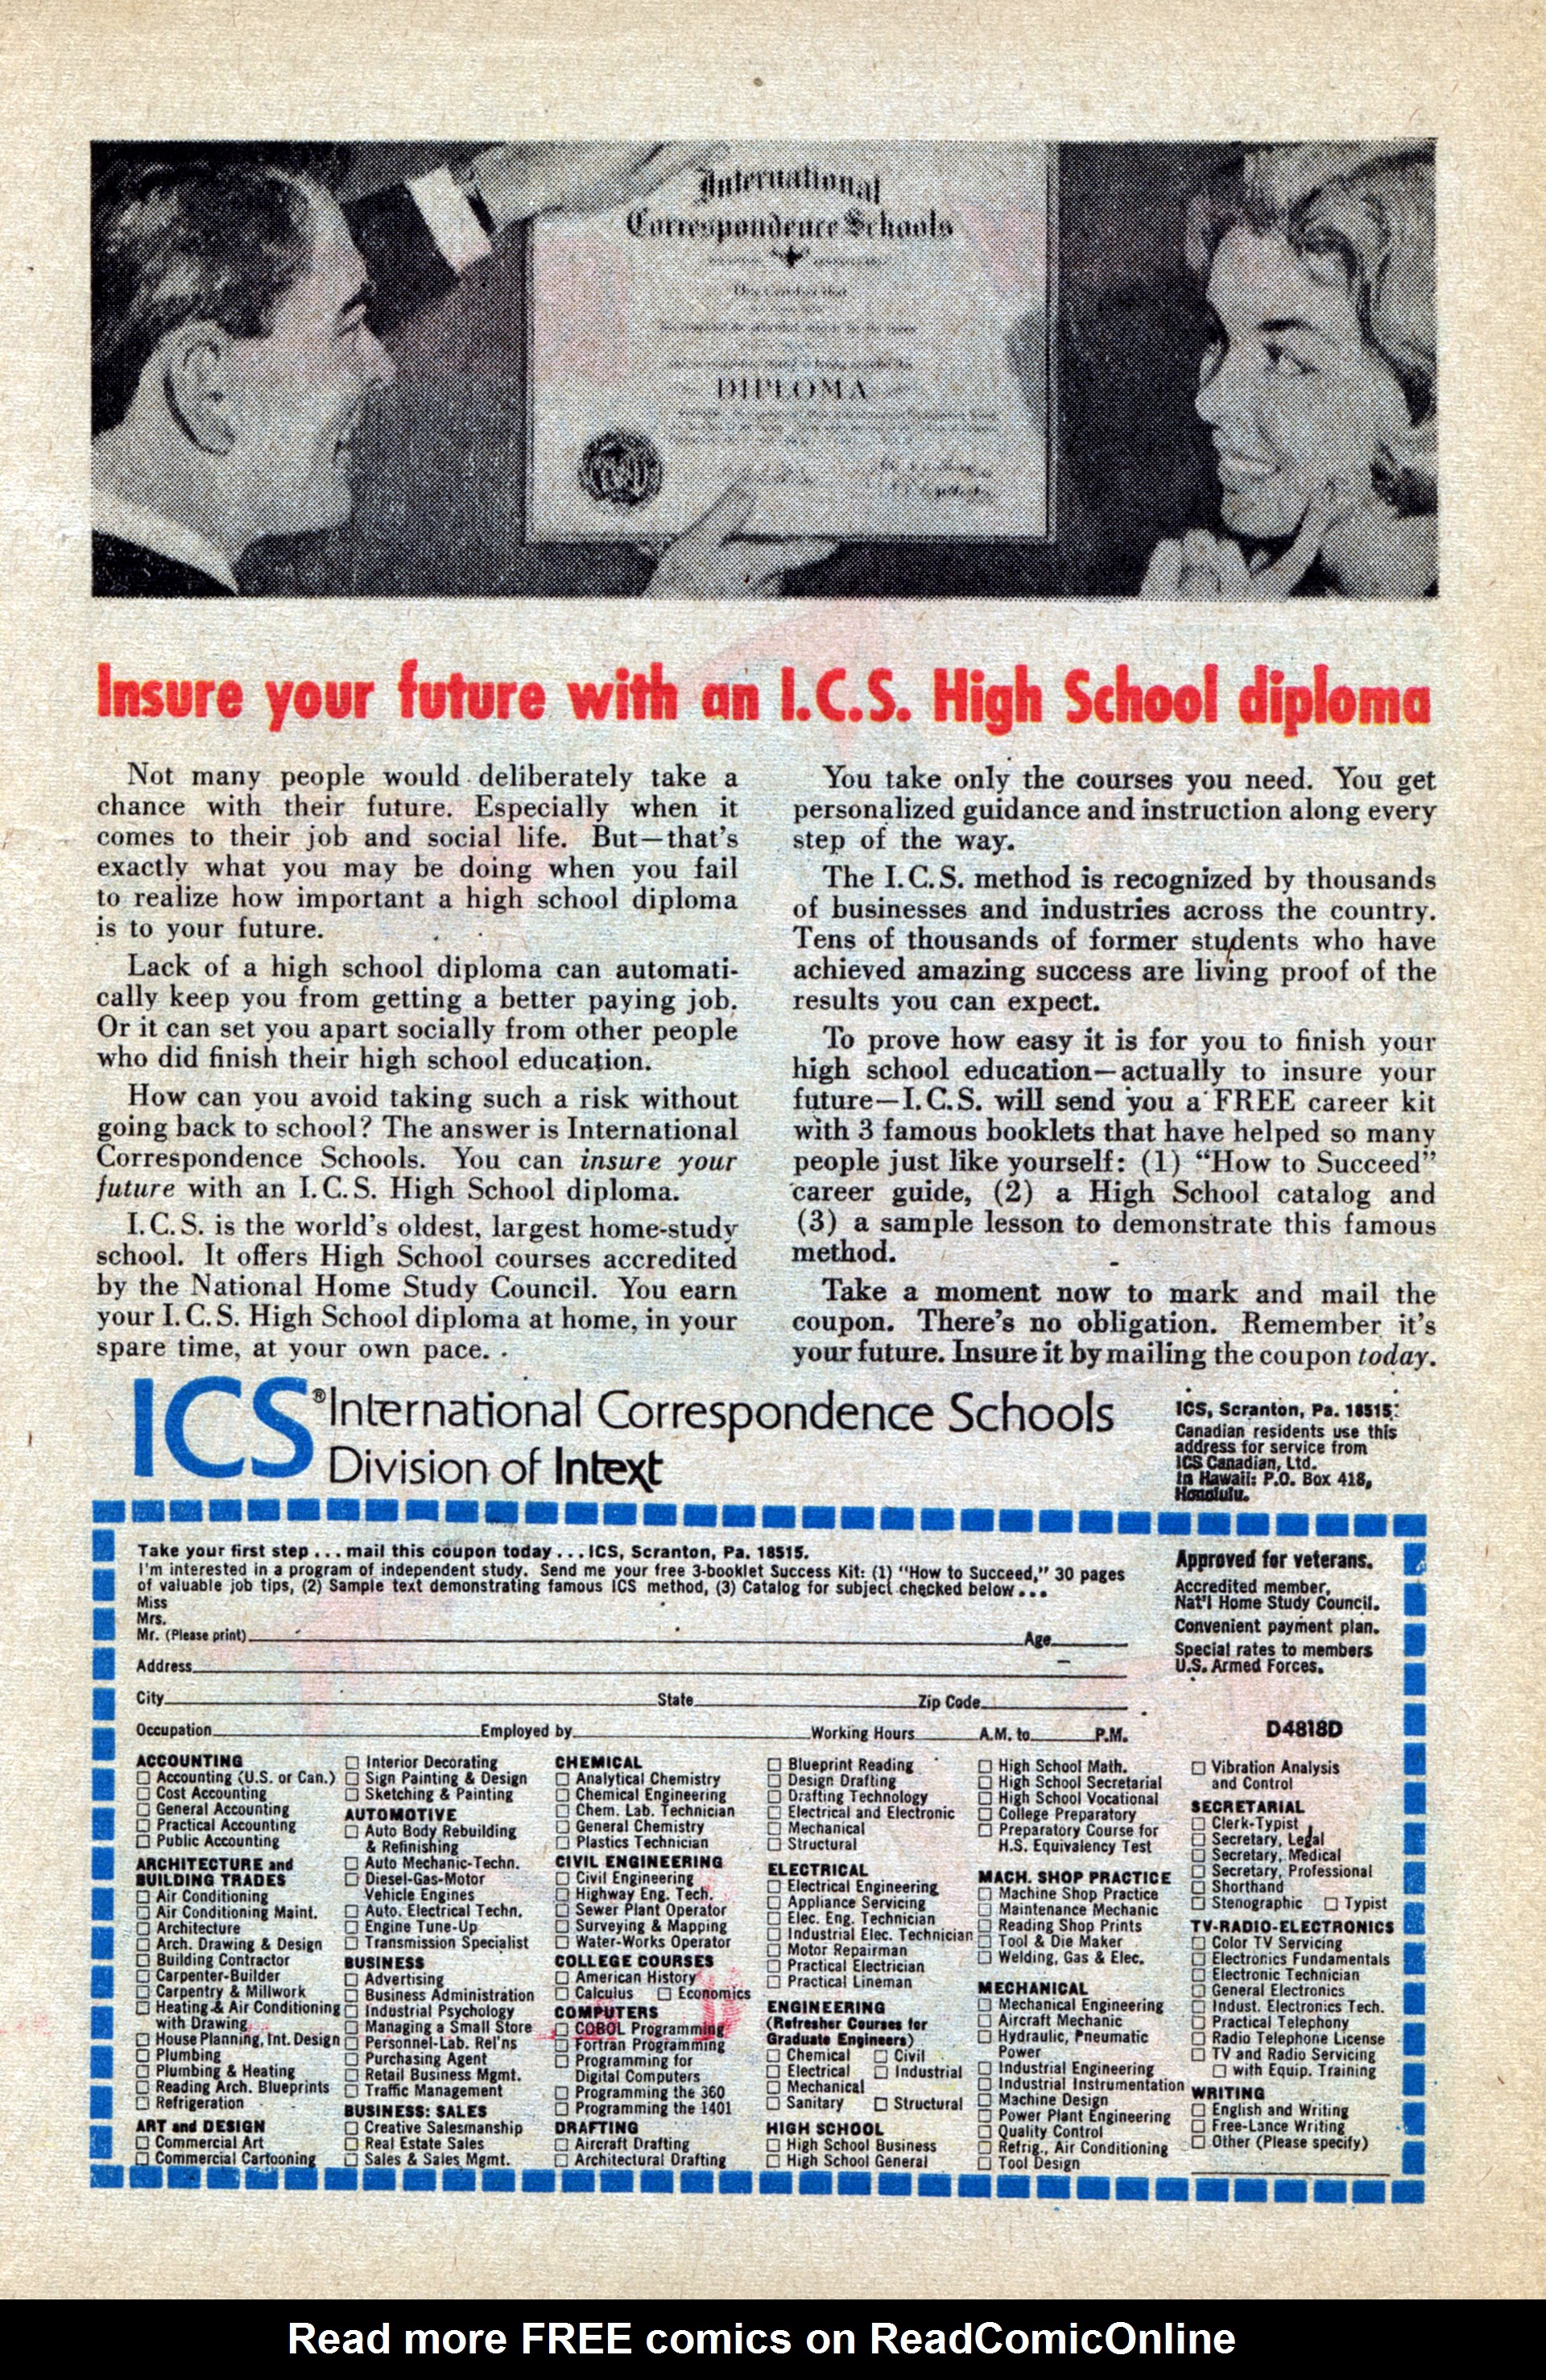 International
Correspondence Schools
DIPLOMA
Insure your future with an I.C.S. High School diploma
Not many people would deliberately take a
chance with their future. Especially when it
comes to their job and social life. But—that's
exactly what you may be doing when you fail
to realize how important a high school diploma
is to your future.
Lack of a high school diploma can automati-
cally keep you from getting a better paying job.
Or it can set you apart socially from other people
who did finish their high school education.
How can you avoid taking such a risk without
going back to school? The answer is International
Correspondence Schools. You can insure your
future with an I.C.S. High School diploma.
I.C.S. is the world's oldest, largest home-study
school. It offers High School courses accredited
by the National Home Study Council. You earn
your I.C.S. High School diploma at home, in your
spare time, at your own pace.
You take only the courses you need. You get
personalized guidance and instruction along every
step of the way.
The I.C.S. method is recognized by thousands
of businesses and industries across the country.
Tens of thousands of former students who have
achieved amazing success are living proof of the
results you can expect.
To prove how easy it is for you to finish your
high school education—actually to insure your
future—I.C.S. will send you a FREE career kit
with 3 famous booklets that have helped so many
people just like yourself: (1) "How to Succeed"
career guide, (2) a High School catalog and
(3) a sample lesson to demonstrate this famous
method.
Take a moment now to mark and mail the
coupon. There's no obligation. Remember it's
your future. Insure it by mailing the coupon today.
ICS® International Correspondence Schools
Division of Intext
ICS, Scranton, Pa. 18515.
Canadian residents use this
address for service from
ICS Canadian, Ltd.
In Hawaii: P.O. Box 418,
Honolulu.
Take your first step...mail this coupon today...ICS, Scranton, Pa. 18515.
I'm interested in a program of independent study. Send me your free 3-booklet Success Kit: (1) "How to Succeed," 30 pages
of valuable job tips, (2) Sample text demonstrating famous ICS method, (3) Catalog for subject checked below...
Miss
Mrs.
Mr. (Please print) Age
Address
City State Zip Code
Occupation Employed by Working Hours A.M. to P.M.
Approved for veterans.
Accredited member,
Nat'l Home Study Council.
Convenient payment plan.
Special rates to members
U.S. Armed Forces.
D4818D
ACCOUNTING
Accounting (U.S. or Can.)
Cost Accounting
General Accounting
Practical Accounting
Public Accounting
ARCHITECTURE and
BUILDING TRADES
Air Conditioning
Air Conditioning Maint.
Architecture
Arch. Drawing & Design
Building Contractor
Carpenter-Builder
Carpentry & Millwork
Heating & Air Conditioning
with Drawing
House Planning, Int. Design
Plumbing
Plumbing & Heating
Reading Arch. Blueprints
Refrigeration
ART and DESIGN
Commercial Art
Commercial Cartooning
Interior Decorating
Sign Painting & Design
Sketching & Painting
AUTOMOTIVE
Auto Body Rebuilding
& Refinishing
Auto Mechanic-Techn.
Diesel-Gas-Motor
Vehicle Engines
Auto. Electrical Techn.
Engine Tune-Up
Transmission Specialist
BUSINESS
Advertising
Business Administration
Industrial Psychology
Managing a Small Store
Personnel-Lab. Rel'ns
Purchasing Agent
Retail Business Mgmt.
Traffic Management
BUSINESS: SALES
Creative Salesmanship
Real Estate Sales
Sales & Sales Mgmt.
CHEMICAL
Analytical Chemistry
Chemical Engineering
Chem. Lab. Technician
General Chemistry
Plastics Technician
CIVIL ENGINEERING
Civil Engineering
Highway Eng. Tech.
Sewer Plant Operator
Surveying & Mapping
Water-Works Operator
COLLEGE COURSES
American History
Calculus Economics
COMPUTERS
COBOL Programming
Fortran Programming
Programming for
Digital Computers
Programming the 360
Programming the 1401
DRAFTING
Aircraft Drafting
Architectural Drafting
Blueprint Reading
Design Drafting
Drafting Technology
Electrical and Electronic
Mechanical
Structural
ELECTRICAL
Electrical Engineering
Appliance Servicing
Elec. Eng. Technician
Industrial Elec. Technician
Motor Repairman
Practical Electrician
Practical Lineman
ENGINEERING
(Refresher Courses for
Graduate Engineers)
Chemical Civil
Electrical Industrial
Mechanical
Sanitary Structural
HIGH SCHOOL
High School Business
High School General
High School Math.
High School Secretarial
High School Vocational
College Preparatory
Preparatory Course for
H.S. Equivalency Test
MACH. SHOP PRACTICE
Machine Shop Practice
Maintenance Mechanic
Reading Shop Prints
Tool & Die Maker
Welding, Gas & Elec.
MECHANICAL
Mechanical Engineering
Aircraft Mechanic
Hydraulic, Pneumatic
Power
Industrial Engineering
Industrial Instrumentation
Machine Design
Power Plant Engineering
Quality Control
Refrig., Air Conditioning
Tool Design
Vibration Analysis
and Control
SECRETARIAL
Clerk-Typist
Secretary, Legal
Secretary, Medical
Secretary, Professional
Shorthand
Stenographic Typist
TV-RADIO-ELECTRONICS
Color TV Servicing
Electronics Fundamentals
Electronic Technician
General Electronics
Indust. Electronics Tech.
Practical Telephony
Radio Telephone License
TV and Radio Servicing
with Equip. Training
WRITING
English and Writing
Free-Lance Writing
Other (Please specify)
Read more FREE comics on ReadComicOnline